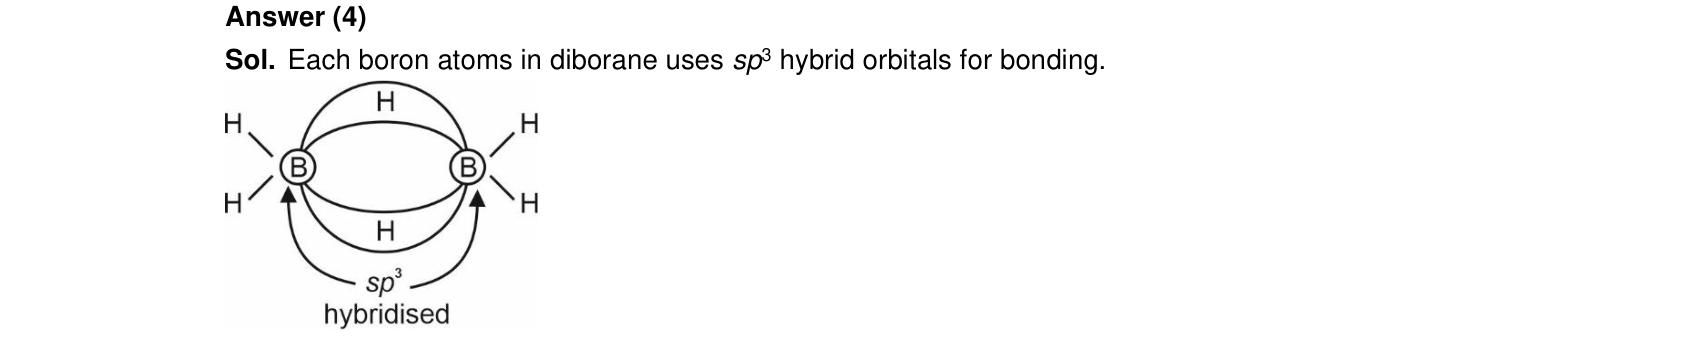 Answer (4)
Sol. Each boron atoms in diborane uses sp³ hybrid orbitals for bonding.
H
H H
B B
H H
H
sp³
hybridised